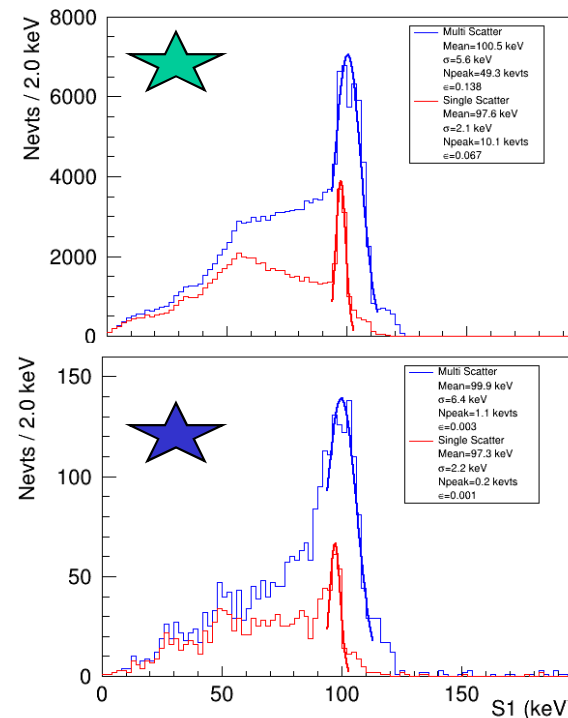 8000
6000
4000
2000
0
Nevts / 2.0 keV
Multi Scatter
Mean=100.5 keV
σ=5.6 keV
Npeak=49.3 kevts
ϵ=0.138
Single Scatter
Mean=97.6 keV
σ=2.1 keV
Npeak=10.1 kevts
ϵ=0.067
150
100
50
0
Nevts / 2.0 keV
Multi Scatter
Mean=99.9 keV
σ=6.4 keV
Npeak=1.1 kevts
ϵ=0.003
Single Scatter
Mean=97.3 keV
σ=2.2 keV
Npeak=0.2 kevts
ϵ=0.001
0 50 100 150
S1 (keV